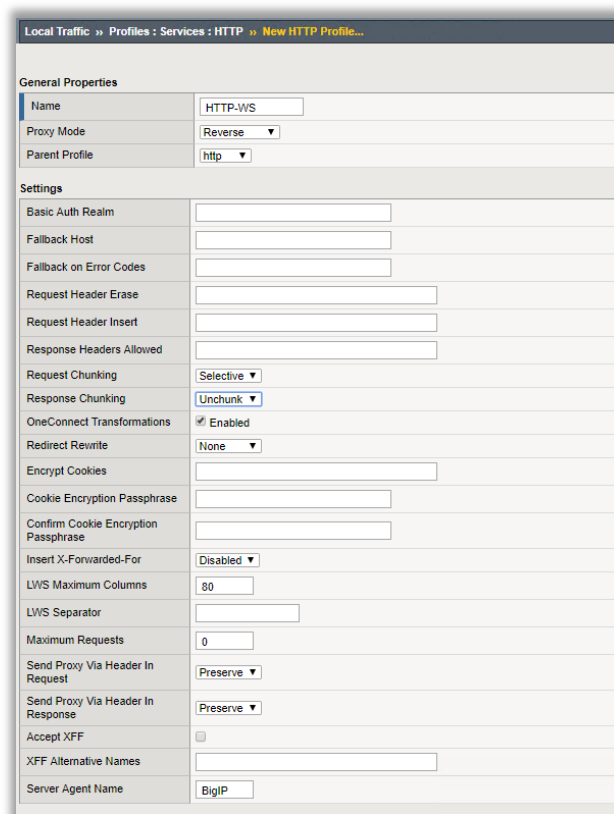 Local Traffic » Profiles : Services : HTTP » New HTTP Profile...
General Properties
Name HTTP-WS
Proxy Mode Reverse
Parent Profile http
Settings
Basic Auth Realm
Fallback Host
Fallback on Error Codes
Request Header Erase
Request Header Insert
Response Headers Allowed
Request Chunking Selective
Response Chunking Unchunk
OneConnect Transformations Enabled
Redirect Rewrite None
Encrypt Cookies
Cookie Encryption Passphrase
Confirm Cookie Encryption
Passphrase
Insert X-Forwarded-For Disabled
LWS Maximum Columns 80
LWS Separator
Maximum Requests 0
Send Proxy Via Header In
Request Preserve
Send Proxy Via Header In
Response Preserve
Accept XFF
XFF Alternative Names
Server Agent Name BigIP